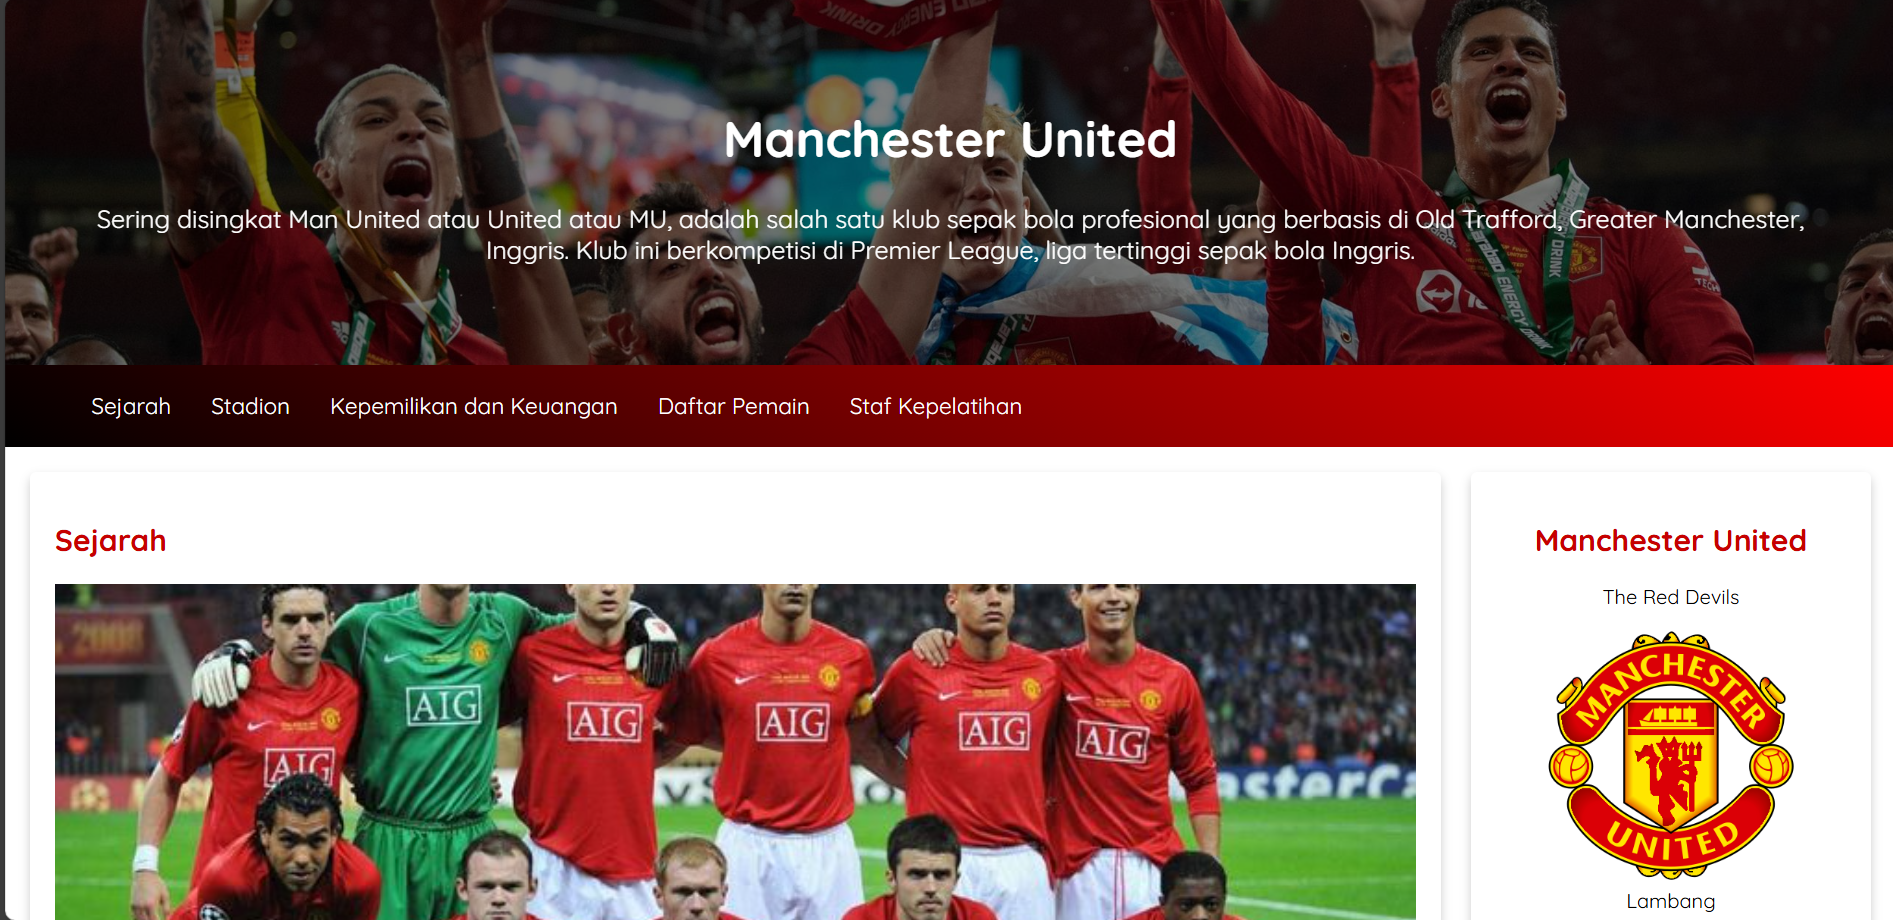 Manchester United
Sering disingkat Man United atau United atau MU, adalah salah satu klub sepak bola profesional yang berbasis di Old Trafford, Greater Manchester,
Inggris. Klub ini berkompetisi di Premier League, liga tertinggi sepak bola Inggris.
Sejarah Stadion Kepemilikan dan Keuangan Daftar Pemain Staf Kepelatihan
Sejarah
2008
AIG
AIG
AIG
AIG
AIG
AIG
Manchester United
The Red Devils
MANCHESTER
UNITED
Lambang